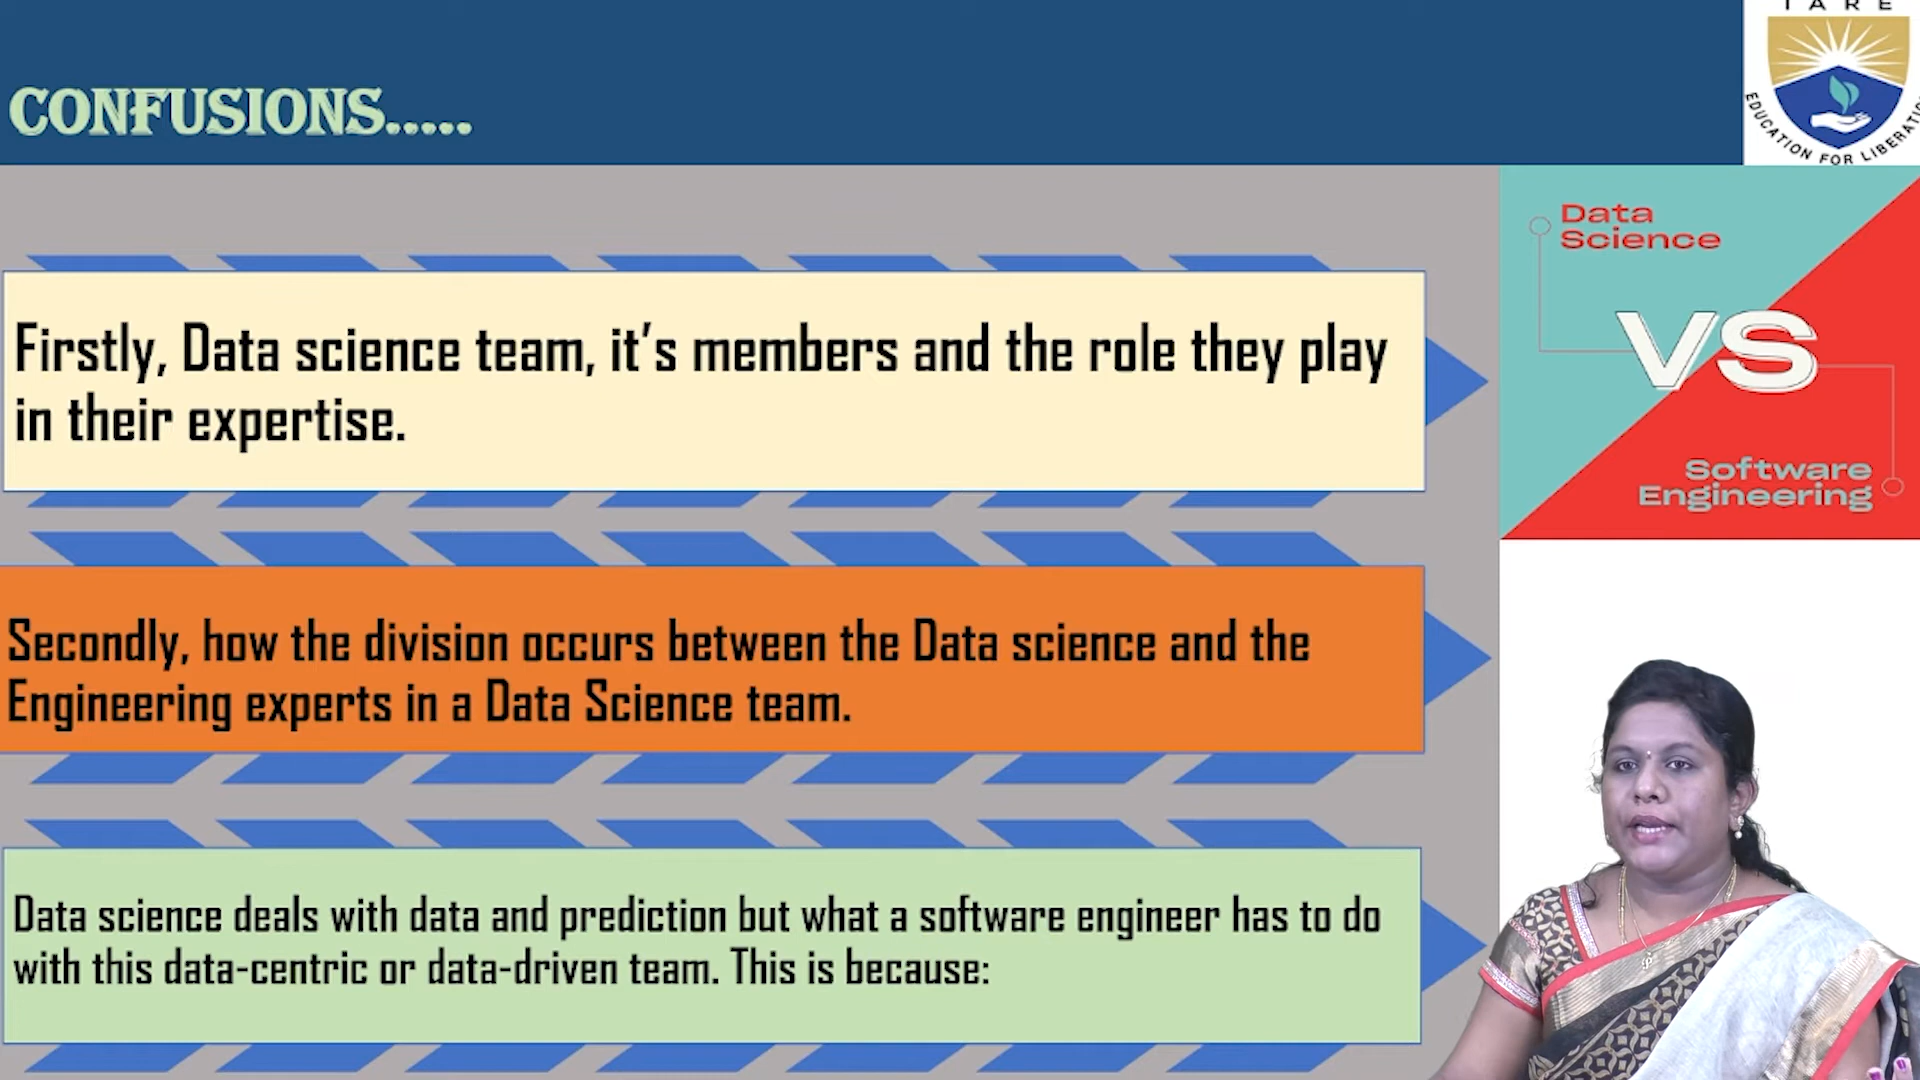 IARE
EDUCATION FOR
CONFUSIONS.....
Data
Science
VS
Software
Engineering
Firstly, Data science team, it's members and the role they play
in their expertise.
Secondly, how the division occurs between the Data science and the
Engineering experts in a Data Science team.
Data science deals with data and prediction but what a software engineer has to do
with this data-centric or data-driven team. This is because: